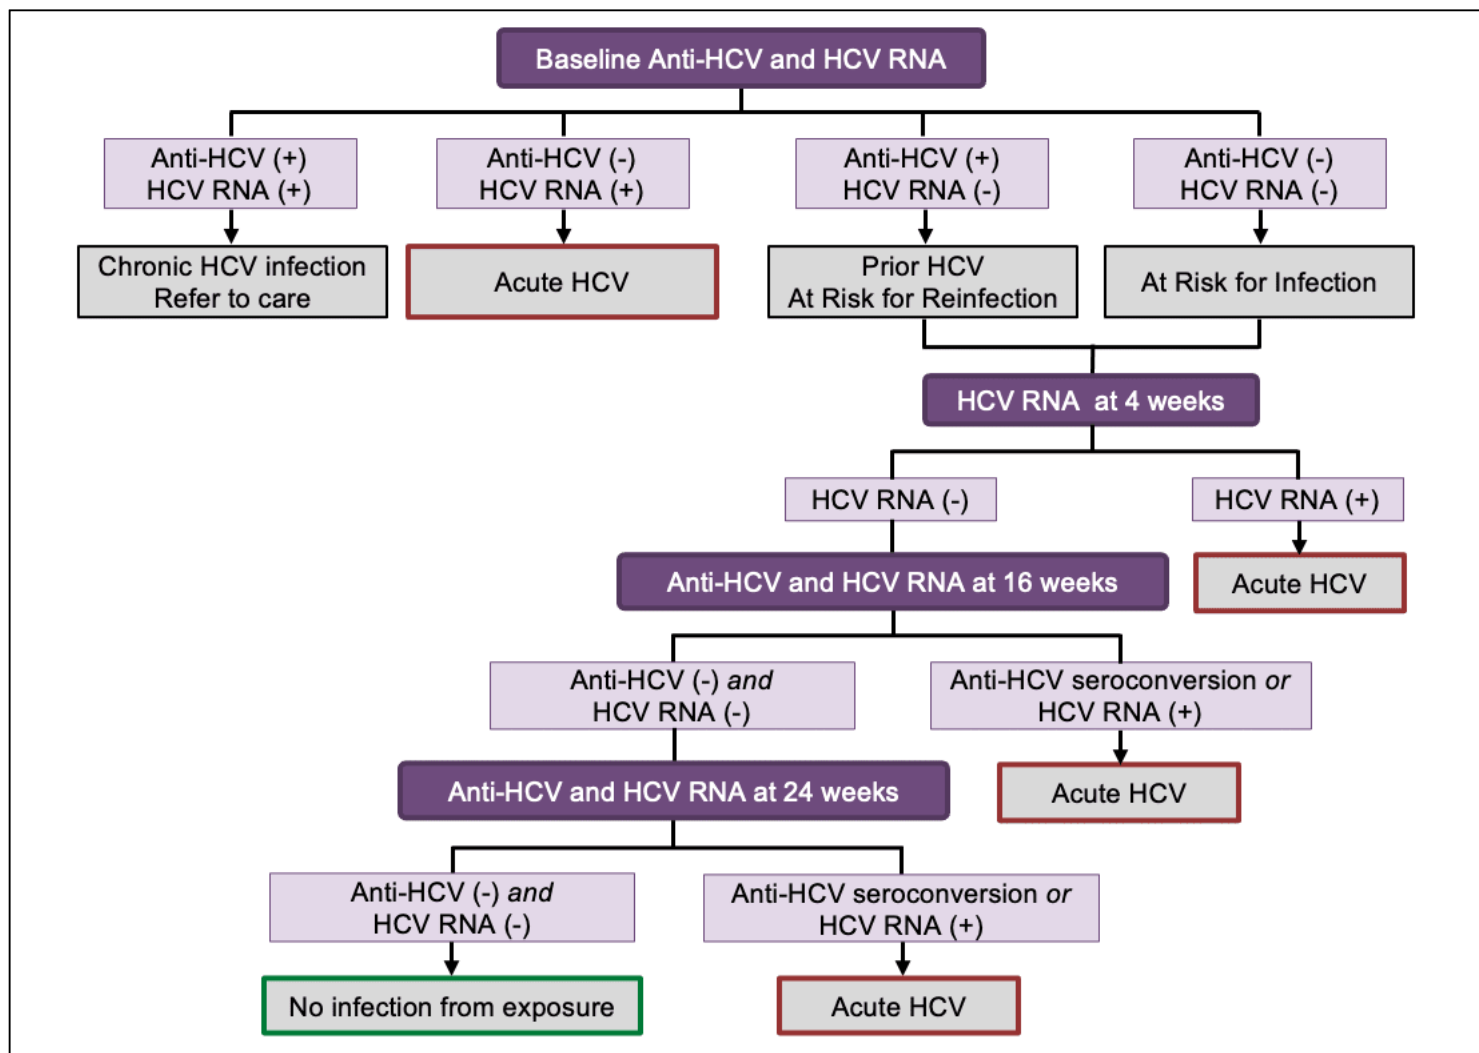 Baseline Anti-HCV and HCV RNA
Anti-HCV (+)
HCV RNA (+)
Anti-HCV (-)
HCV RNA (+)
Anti-HCV (+)
HCV RNA (-)
Anti-HCV (-)
HCV RNA (-)
Chronic HCV infection
Refer to care
Acute HCV
Prior HCV
At Risk for Reinfection
At Risk for Infection
HCV RNA at 4 weeks
HCV RNA (-)
HCV RNA (+)
Anti-HCV and HCV RNA at 16 weeks
Acute HCV
Anti-HCV (-) and
HCV RNA (-)
Anti-HCV seroconversion or
HCV RNA (+)
Anti-HCV and HCV RNA at 24 weeks
Acute HCV
Anti-HCV (-) and
HCV RNA (-)
Anti-HCV seroconversion or
HCV RNA (+)
No infection from exposure
Acute HCV